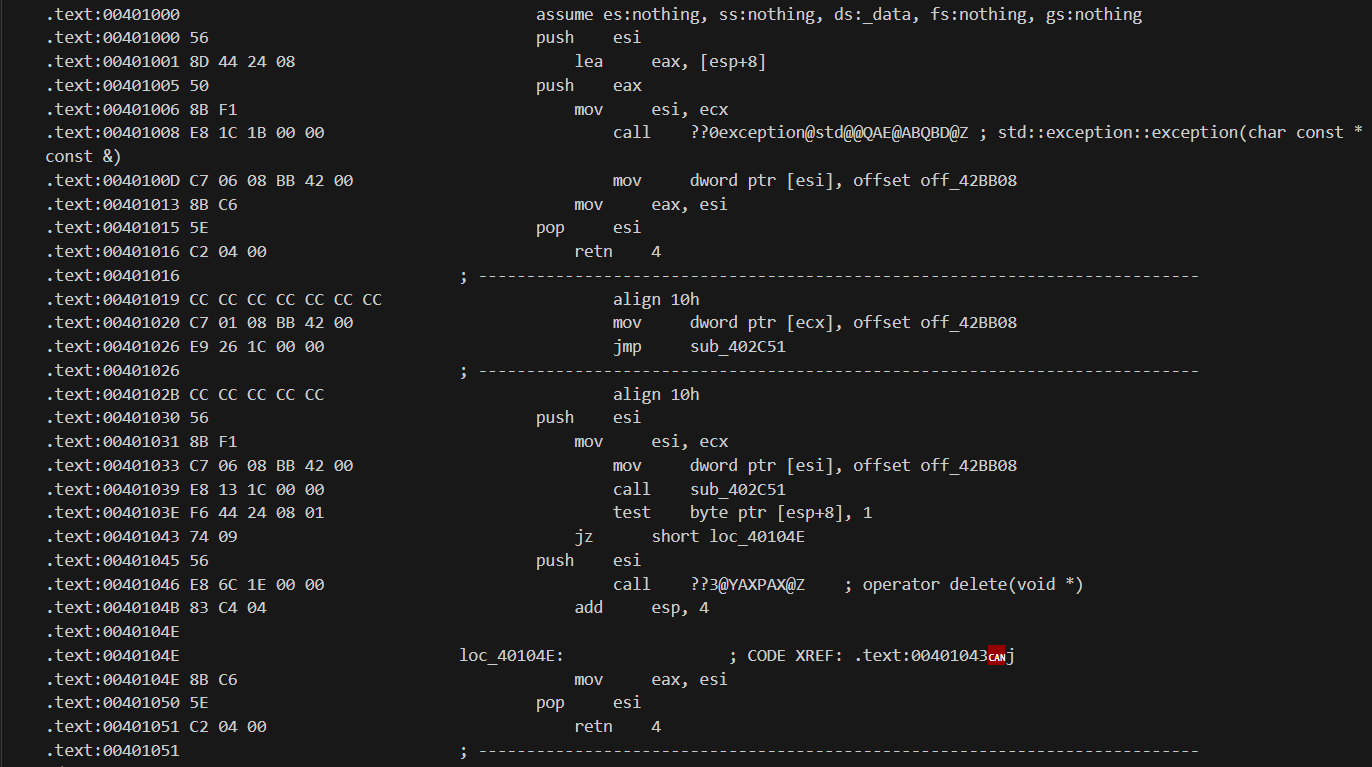 .text:00401000 assume es:nothing, ss:nothing, ds:_data, fs:nothing, gs:nothing
.text:00401000 56 push esi
.text:00401001 8D 44 24 08 lea eax, [esp+8]
.text:00401005 50 push eax
.text:00401006 8B F1 mov esi, ecx
.text:00401008 E8 1C 1B 00 00 call ??0exception@std@@QAE@ABQBD@Z ; std::exception::exception(char const *
const &)
.text:0040100D C7 06 08 BB 42 00 mov dword ptr [esi], offset off_42BB08
.text:00401013 8B C6 mov eax, esi
.text:00401015 5E pop esi
.text:00401016 C2 04 00 retn 4
.text:00401016 ; ---------------------------------------------------------------------------
.text:00401019 CC CC CC CC CC CC CC align 10h
.text:00401020 C7 01 08 BB 42 00 mov dword ptr [ecx], offset off_42BB08
.text:00401026 E9 26 1C 00 00 jmp sub_402C51
.text:00401026 ; ---------------------------------------------------------------------------
.text:0040102B CC CC CC CC CC align 10h
.text:00401030 56 push esi
.text:00401031 8B F1 mov esi, ecx
.text:00401033 C7 06 08 BB 42 00 mov dword ptr [esi], offset off_42BB08
.text:00401039 E8 13 1C 00 00 call sub_402C51
.text:0040103E F6 44 24 08 01 test byte ptr [esp+8], 1
.text:00401043 74 09 jz short loc_40104E
.text:00401045 56 push esi
.text:00401046 E8 6C 1E 00 00 call ??3@YAXPAX@Z ; operator delete(void *)
.text:0040104B 83 C4 04 add esp, 4
.text:0040104E
.text:0040104E loc_40104E: ; CODE XREF: .text:00401043CANj
.text:0040104E 8B C6 mov eax, esi
.text:00401050 5E pop esi
.text:00401051 C2 04 00 retn 4
.text:00401051 ; ---------------------------------------------------------------------------